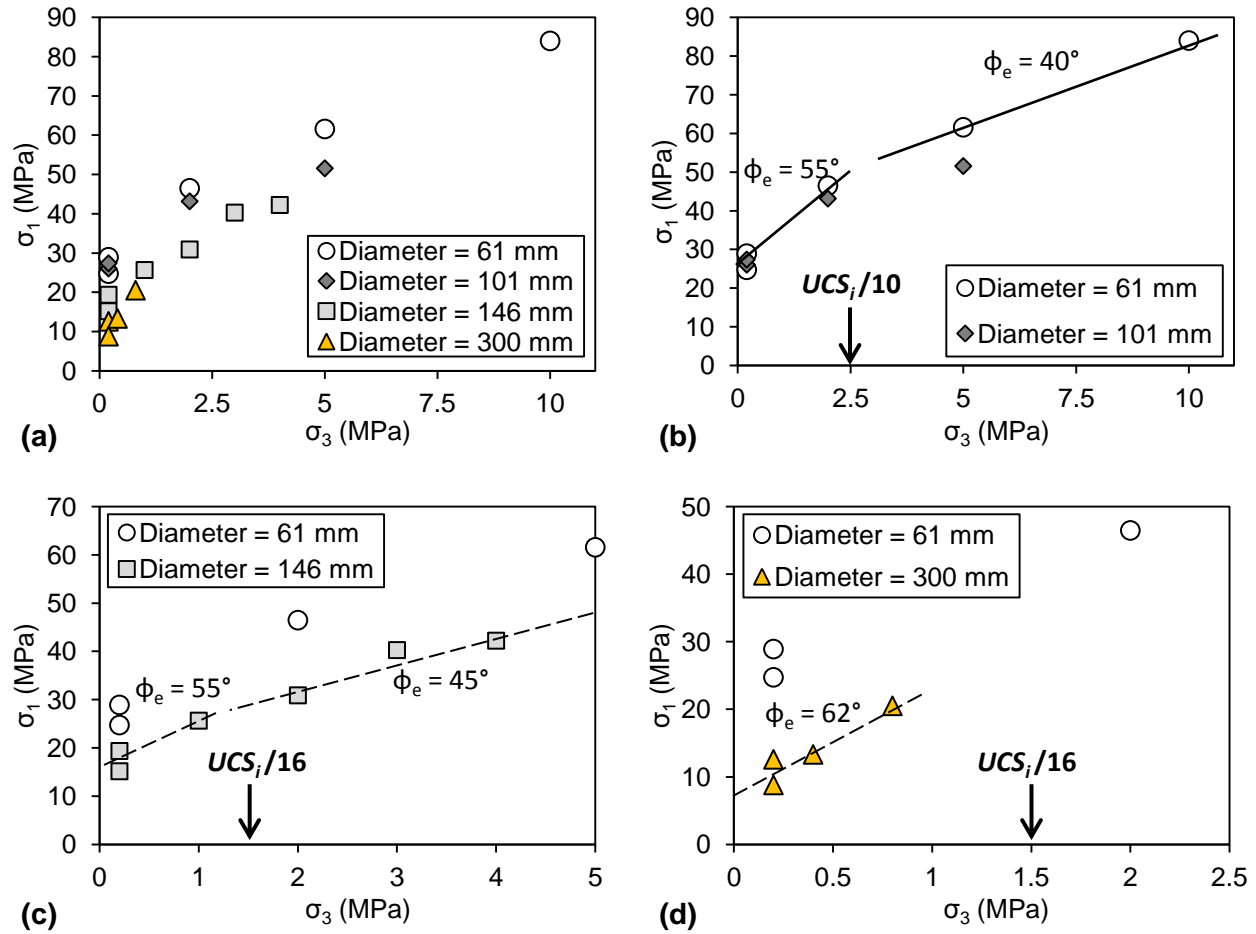 90
80
70
60
50
40
30
20
10
0
0
2.5
5
7.5
10
σ1 (MPa)
σ3 (MPa)
Diameter = 61 mm
Diameter = 101 mm
Diameter = 146 mm
Diameter = 300 mm
(a)
90
80
70
60
50
40
30
20
10
0
0
2.5
5
7.5
10
σ1 (MPa)
σ3 (MPa)
ϕe = 40°
ϕe = 55°
UCSi/10
Diameter = 61 mm
Diameter = 101 mm
(b)
70
60
50
40
30
20
10
0
0
1
2
3
4
5
σ1 (MPa)
σ3 (MPa)
Diameter = 61 mm
Diameter = 146 mm
ϕe = 55°
ϕe = 45°
UCSi/16
(c)
50
40
30
20
10
0
0
0.5
1
1.5
2
2.5
σ1 (MPa)
σ3 (MPa)
Diameter = 61 mm
Diameter = 300 mm
ϕe = 62°
UCSi/16
(d)